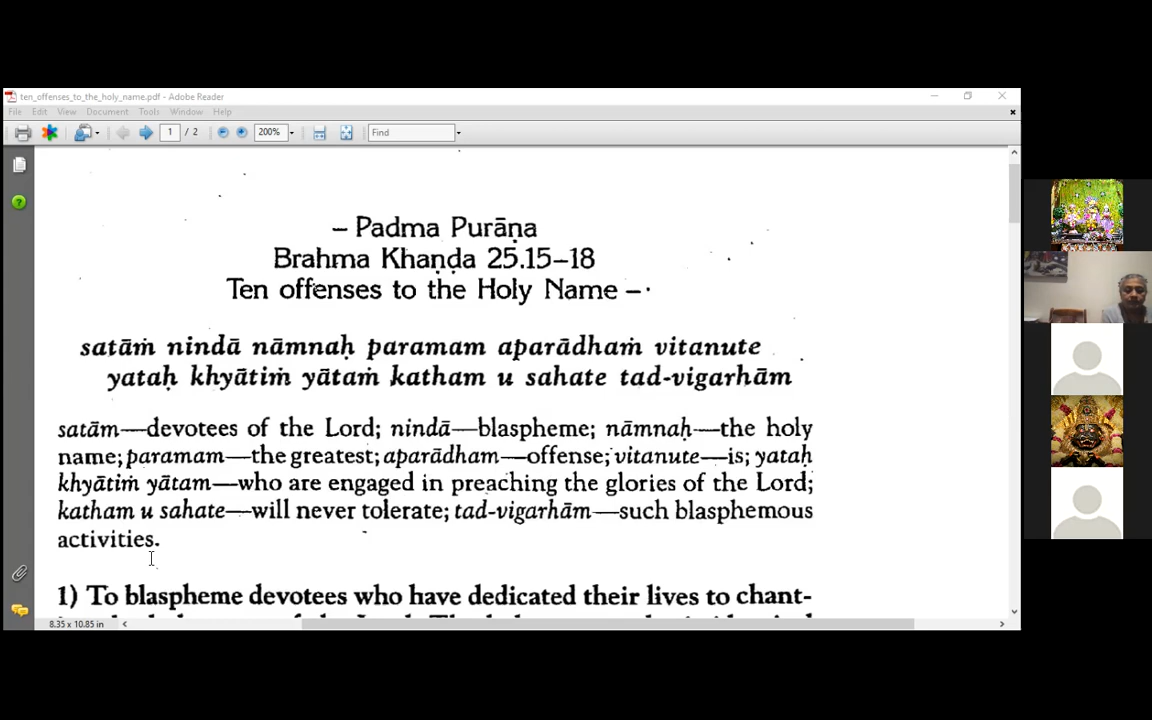 ten_offenses_to_the_holy_name.pdf - Adobe Reader
File Edit View Document Tools Window Help
1 / 2 200% Find
– Padma Purāṇa
Brahma Khaṇḍa 25.15–18
Ten offenses to the Holy Name –
satāṁ nindā nāmnaḥ paramam aparādhaṁ vitanute
yataḥ khyātiṁ yātaṁ katham u sahate tad-vigarhām
satām—devotees of the Lord; nindā—blaspheme; nāmnaḥ—the holy
name; paramam—the greatest; aparādham—offense; vitanute—is; yataḥ
khyātiṁ yātam—who are engaged in preaching the glories of the Lord;
katham u sahate—will never tolerate; tad-vigarhām—such blasphemous
activities.
1) To blaspheme devotees who have dedicated their lives to chant-
8.35 x 10.85 in